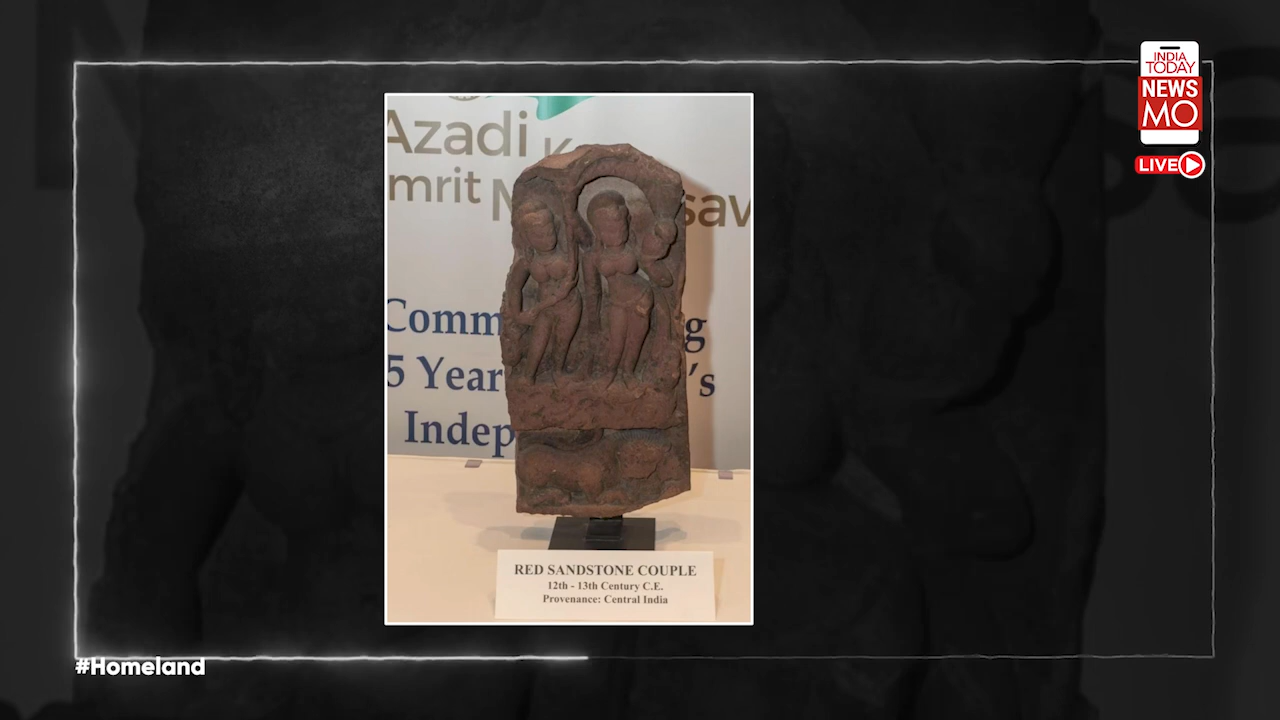 INDIA
TODAY
NEWS
MO
LIVE
Azadi K
mrit M sav
Comm g
5 Year 's
Indep
RED SANDSTONE COUPLE
12th - 13th Century C.E.
Provenance: Central India
#Homeland